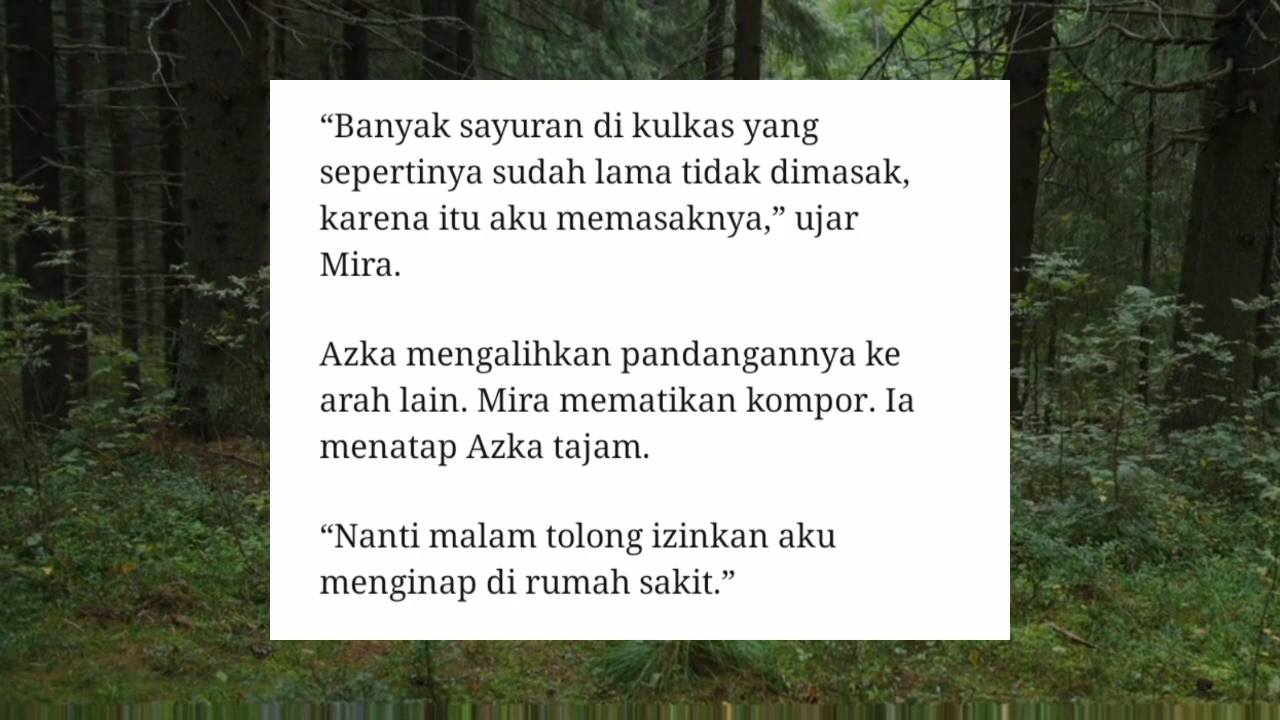 “Banyak sayuran di kulkas yang
sepertinya sudah lama tidak dimasak,
karena itu aku memasaknya,” ujar
Mira.
Azka mengalihkan pandangannya ke
arah lain. Mira mematikan kompor. Ia
menatap Azka tajam.
“Nanti malam tolong izinkan aku
menginap di rumah sakit.”